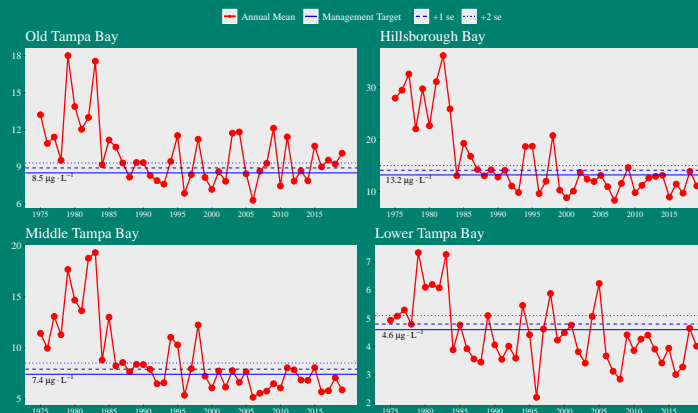 Annual Mean Management Target +1 se +2 se
Old Tampa Bay
18
15
12
9
6
8.5 μg · L⁻¹
1975 1980 1985 1990 1995 2000 2005 2010 2015
Hillsborough Bay
30
20
10
13.2 μg · L⁻¹
1975 1980 1985 1990 1995 2000 2005 2010 2015
Middle Tampa Bay
20
15
10
5
7.4 μg · L⁻¹
1975 1980 1985 1990 1995 2000 2005 2010 2015
Lower Tampa Bay
7
6
5
4
3
2
4.6 μg · L⁻¹
1975 1980 1985 1990 1995 2000 2005 2010 2015